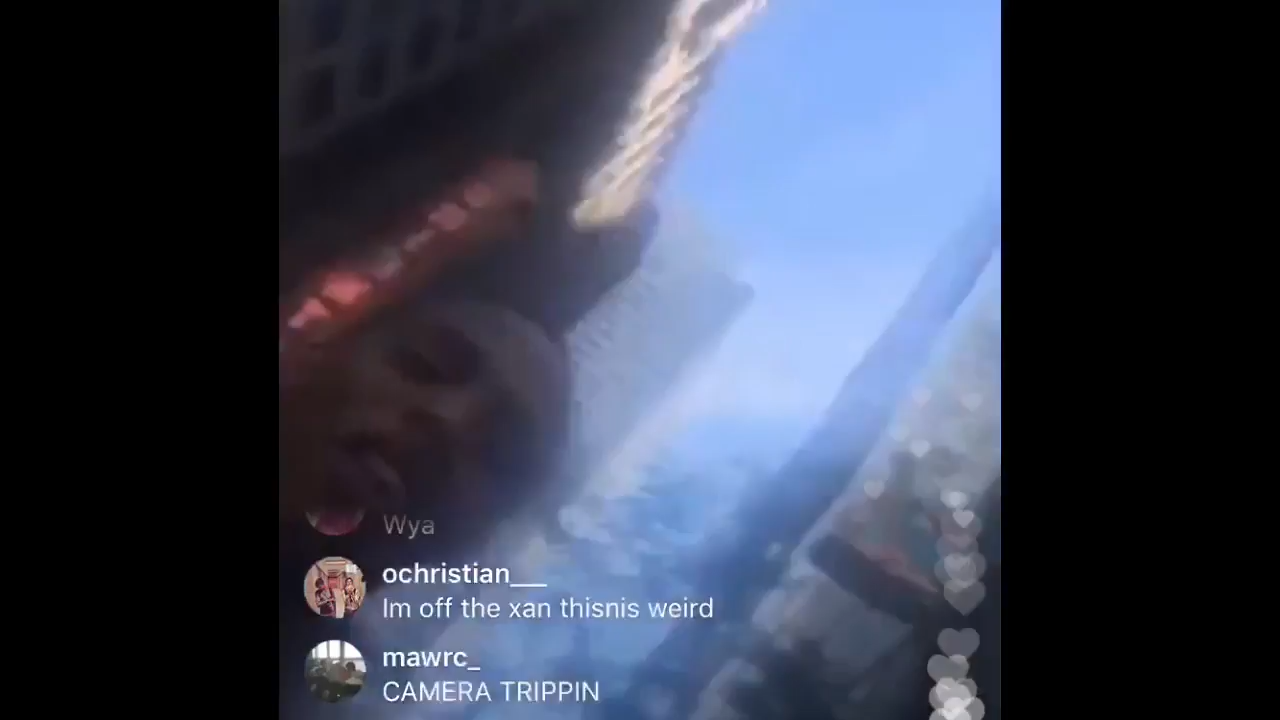 Wya
ochristian___
Im off the xan thisnis weird
mawrc_
CAMERA TRIPPIN